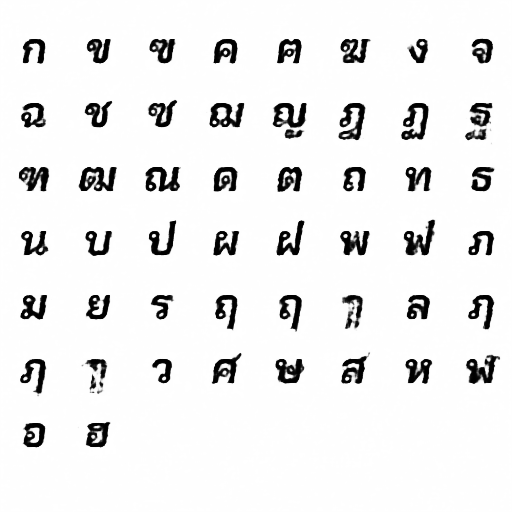 ก ข ฃ ค ฅ ฆ ง จ
ฉ ช ซ ฌ ญ ฎ ฏ ฐ
ฑ ฒ ณ ด ต ถ ท ธ
น บ ป ผ ฝ พ ฟ ภ
ม ย ร ฤ ฤ ล ฦ
ฦ ว ศ ษ ส ห ฬ
อ ฮ